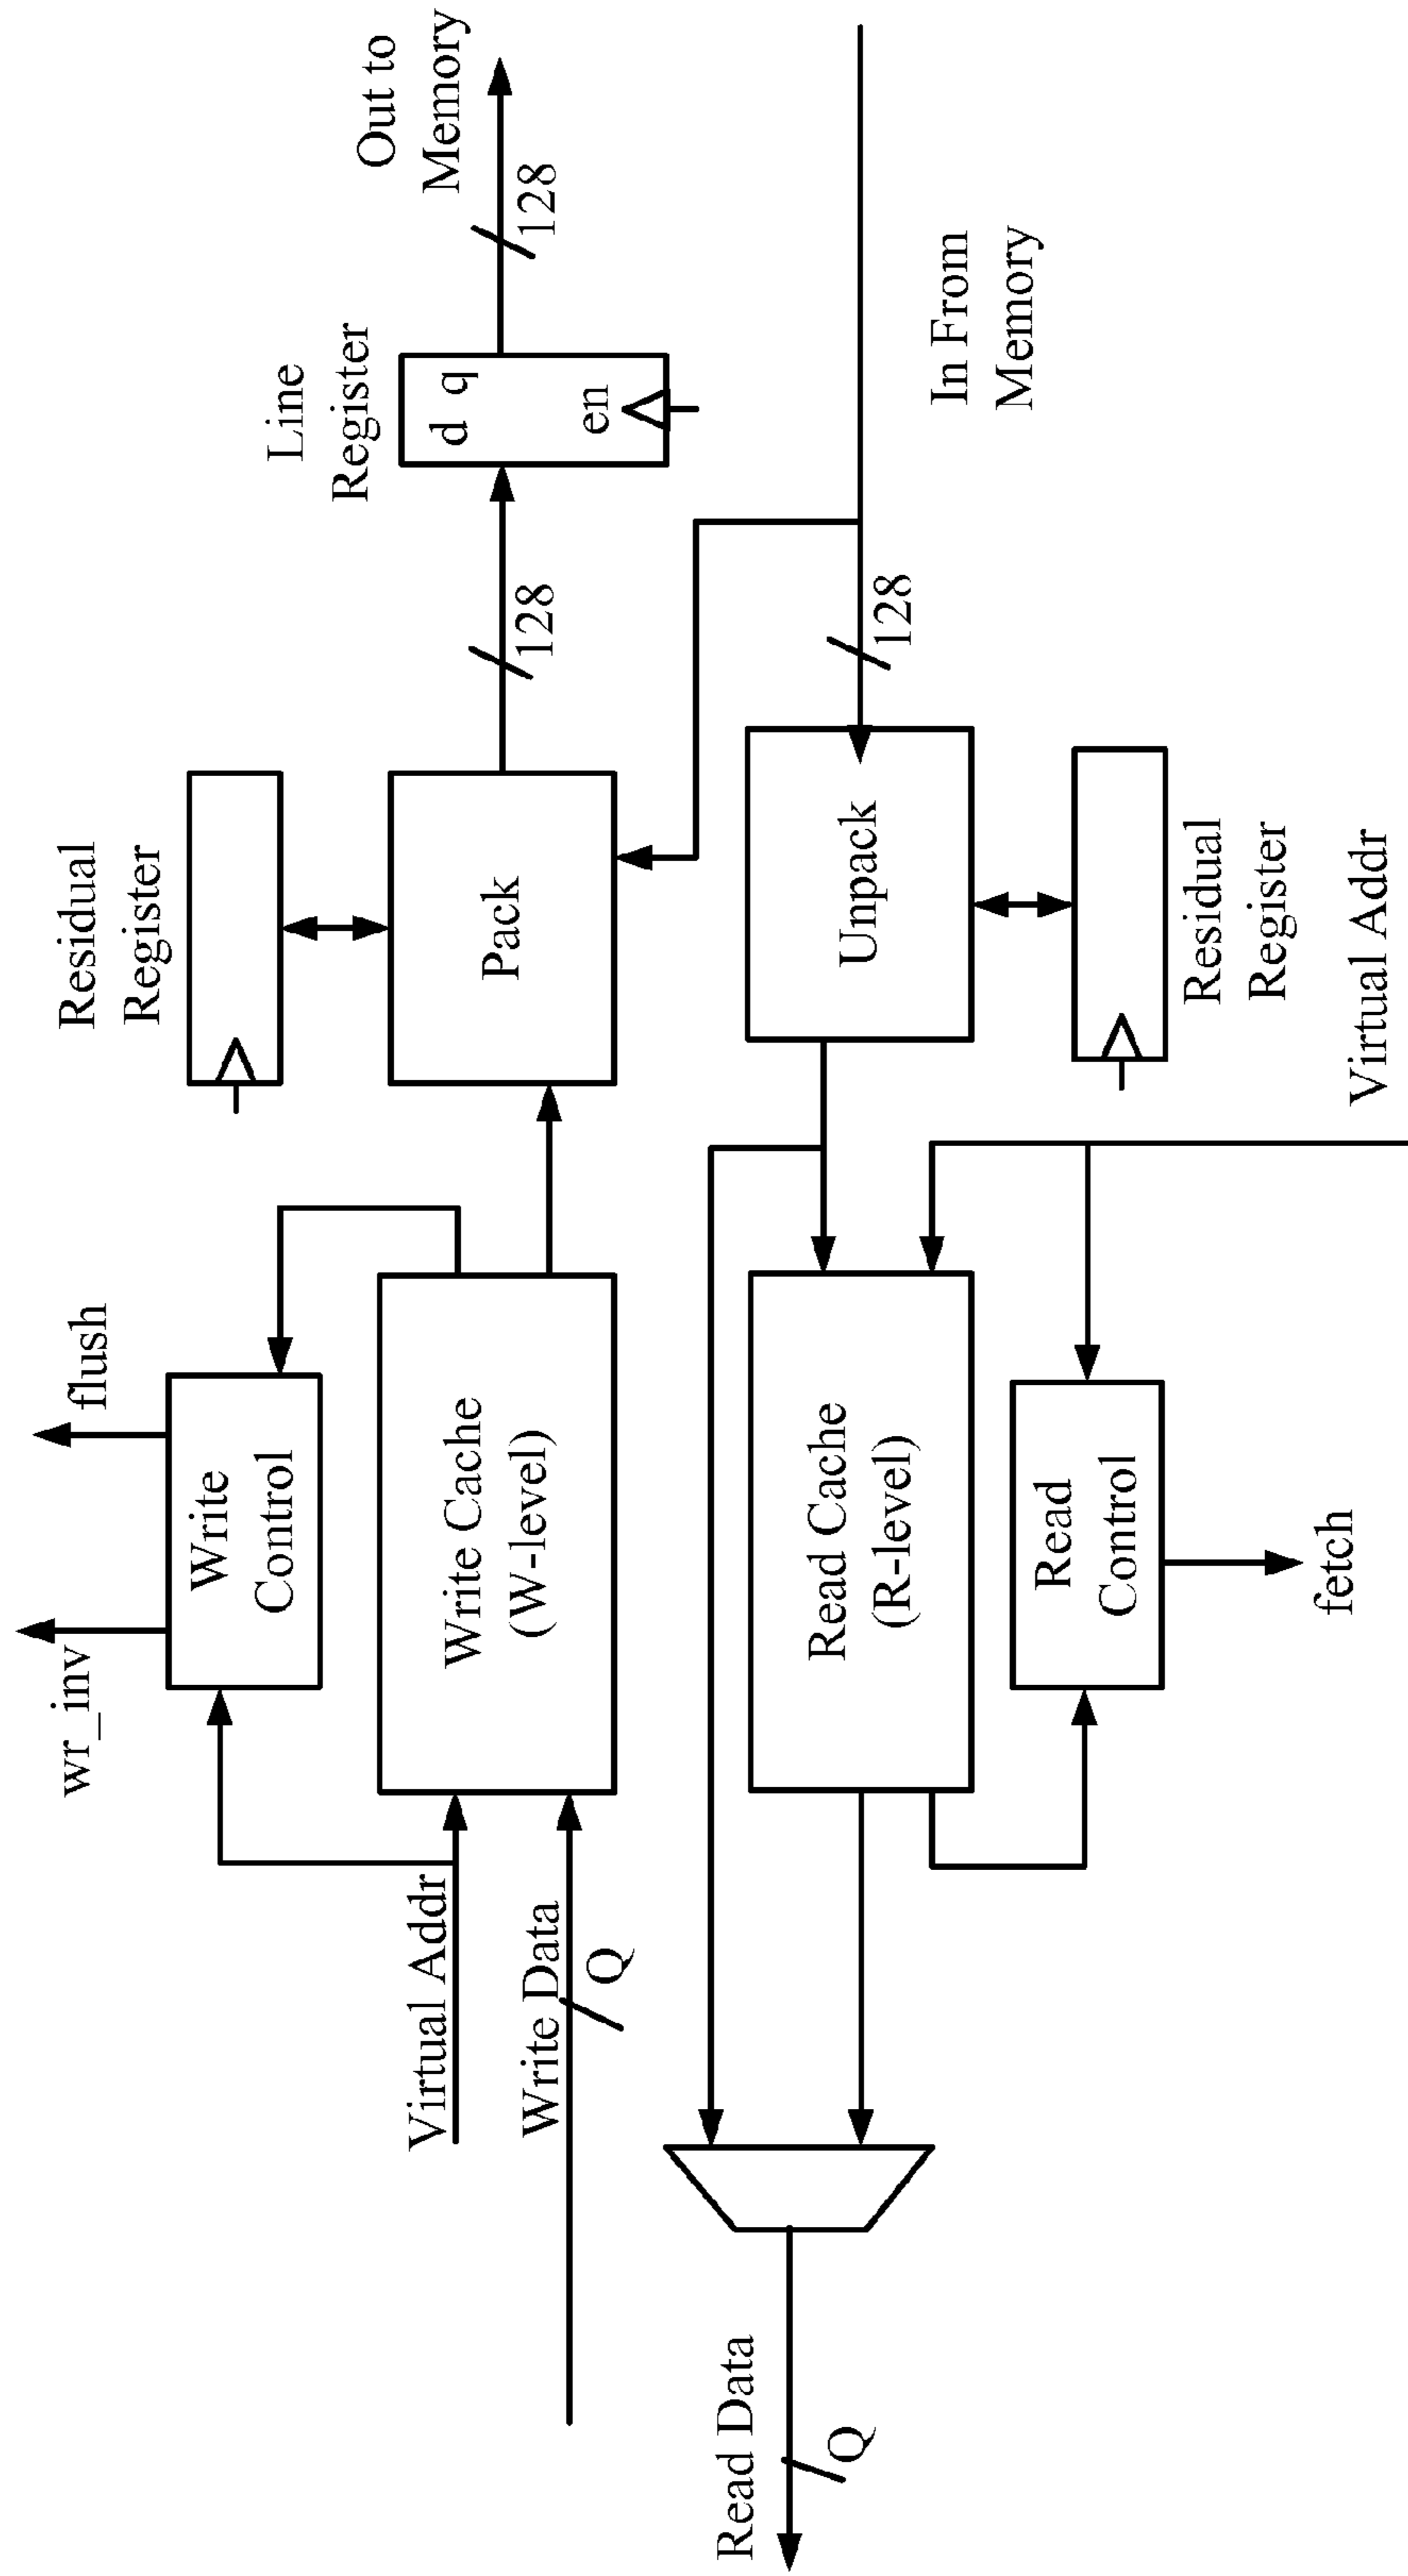 wr_inv
flush
Write
Control
Residual
Register
Line
Register
Out to
Memory
Virtual Addr
Write Data
Q
Write Cache
(W-level)
Pack
128
d q
en
128
Read Data
Q
Read Cache
(R-level)
Unpack
128
In From
Memory
Read
Control
fetch
Residual
Register
Virtual Addr